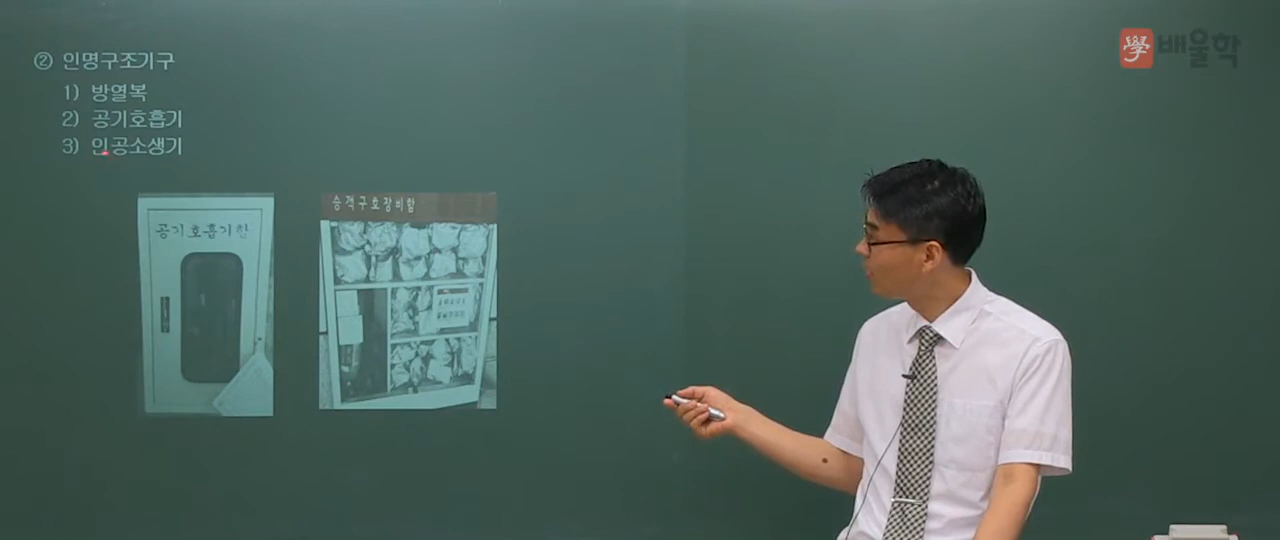 ② 인명구조기구
1) 방열복
2) 공기호흡기
3) 인공소생기
공기호흡기함
승객구호장비함
學 배울학